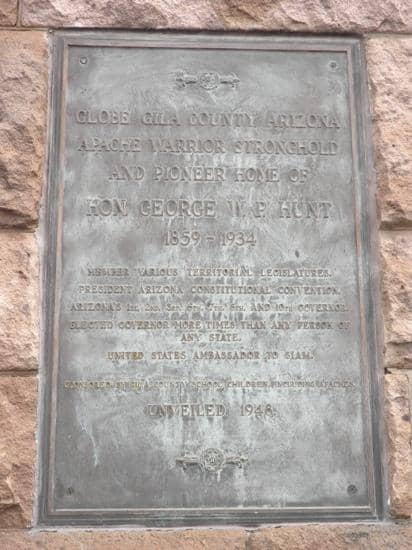 GLOBE GILA COUNTY ARIZONA
APACHE WARRIOR STRONGHOLD
AND PIONEER HOME OF
HON. GEORGE W. P. HUNT
1859-1934
MEMBER VARIOUS TERRITORIAL LEGISLATURES.
PRESIDENT ARIZONA CONSTITUTIONAL CONVENTION.
ARIZONA'S 1ST, 2ND, 3RD, 6TH, 7TH, 8TH, AND 10TH GOVERNOR.
ELECTED GOVERNOR MORE TIMES THAN ANY PERSON OF
ANY STATE.
UNITED STATES AMBASSADOR TO SIAM.
SPONSORED BY GILA COUNTY SCHOOL CHILDREN, INCLUDING APACHES.
UNVEILED 1948